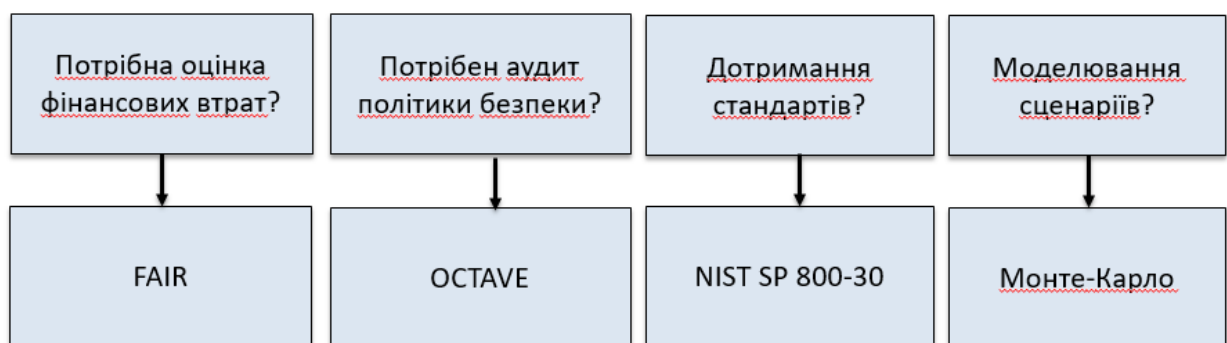 Потрібна оцінка
фінансових втрат?
Потрібен аудит
політики безпеки?
Дотримання
стандартів?
Моделювання
сценаріїв?
FAIR
OCTAVE
NIST SP 800-30
Монте-Карло